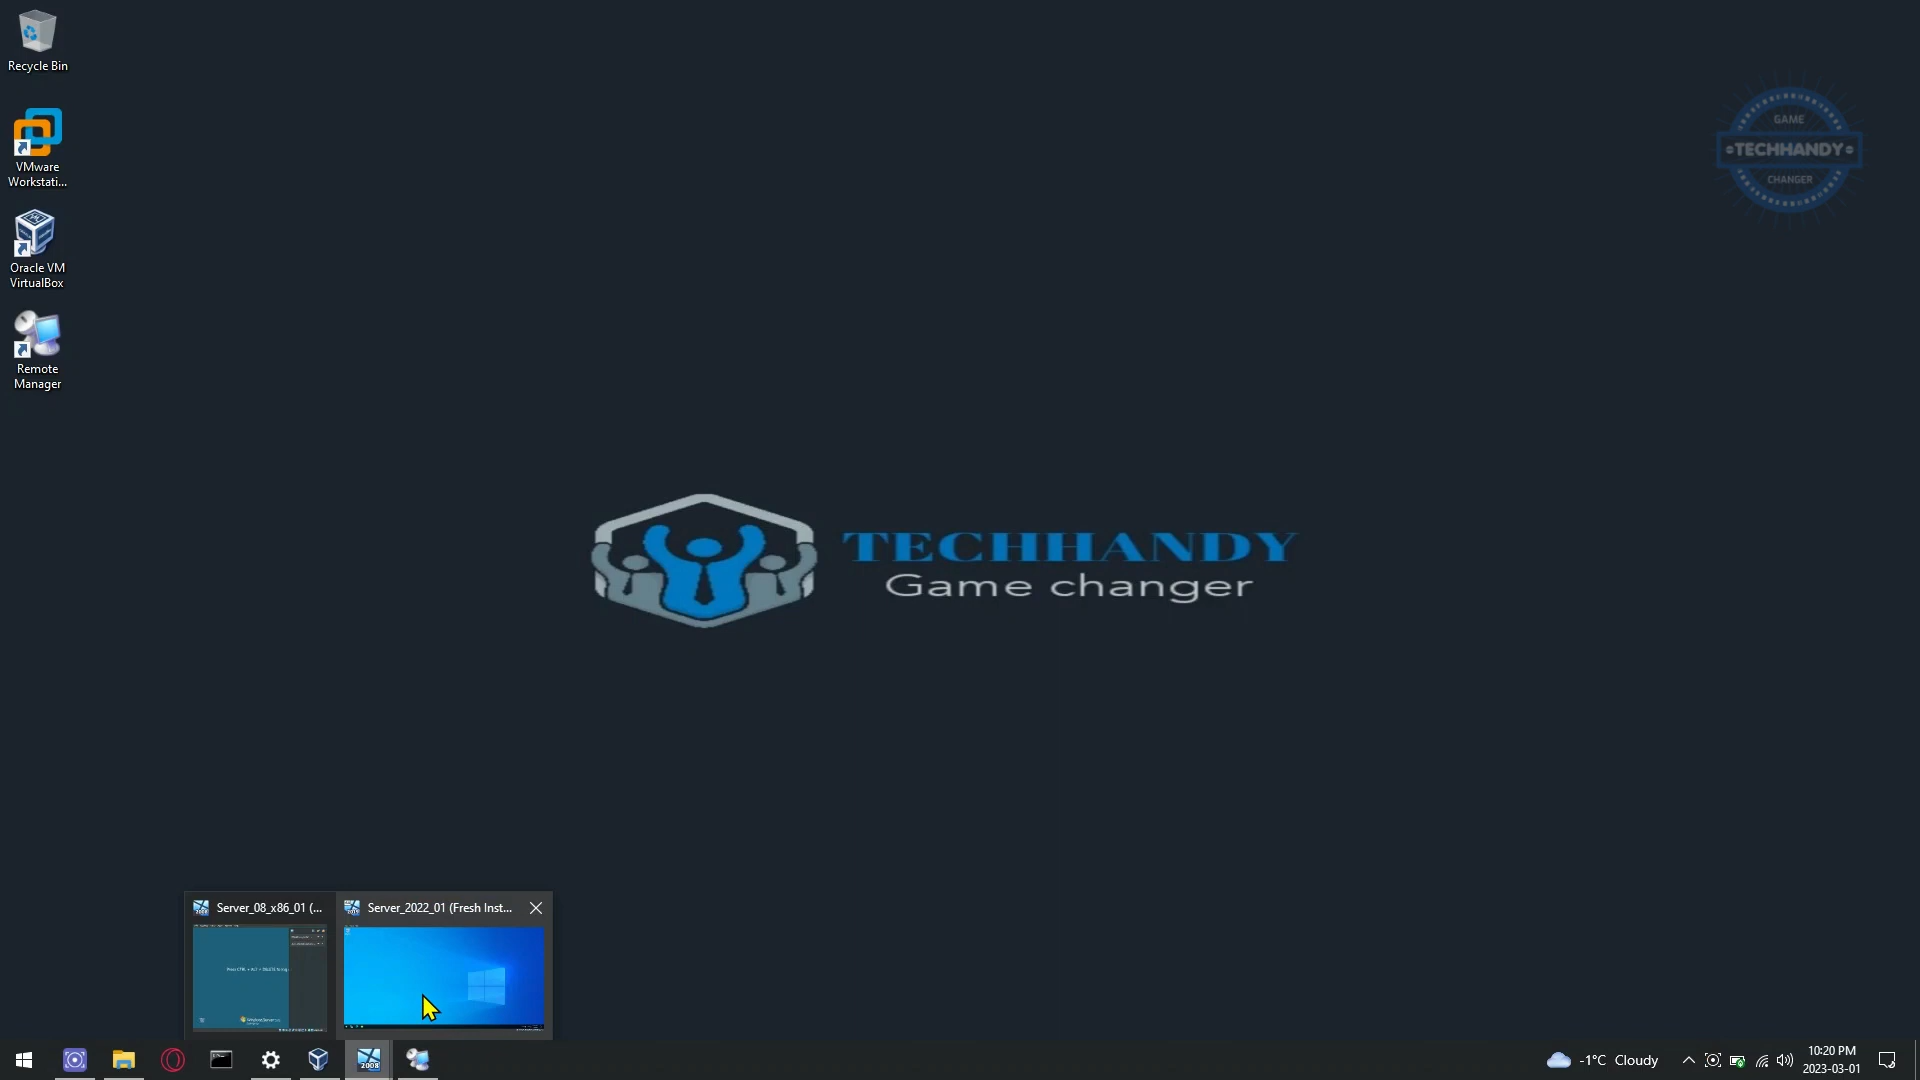 Recycle Bin
VMware
Workstati...
Oracle VM
VirtualBox
Remote
Manager
GAME
TECHHANDY
CHANGER
TECHHANDY
Game changer
Server_08_x86_01 (...
Server_2022_01 (Fresh Inst...
2008
-1°C Cloudy
10:20 PM
2023-03-01